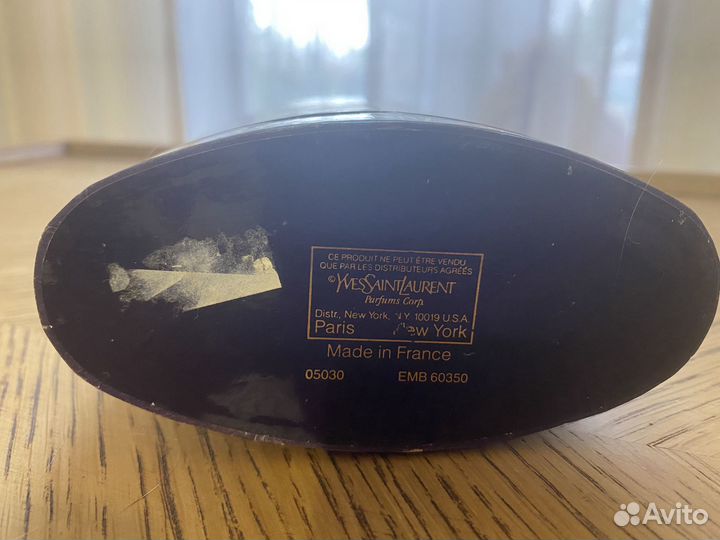 CE PRODUIT NE PEUT ÊTRE VENDU
QUE PAR LES DISTRIBUTEURS AGRÉÉS
© YVESSAINTLAURENT
Parfums Corp.
Distr., New York, NY. 10019 U.S.A.
Paris New York
Made in France
05030 EMB 60350
Avito